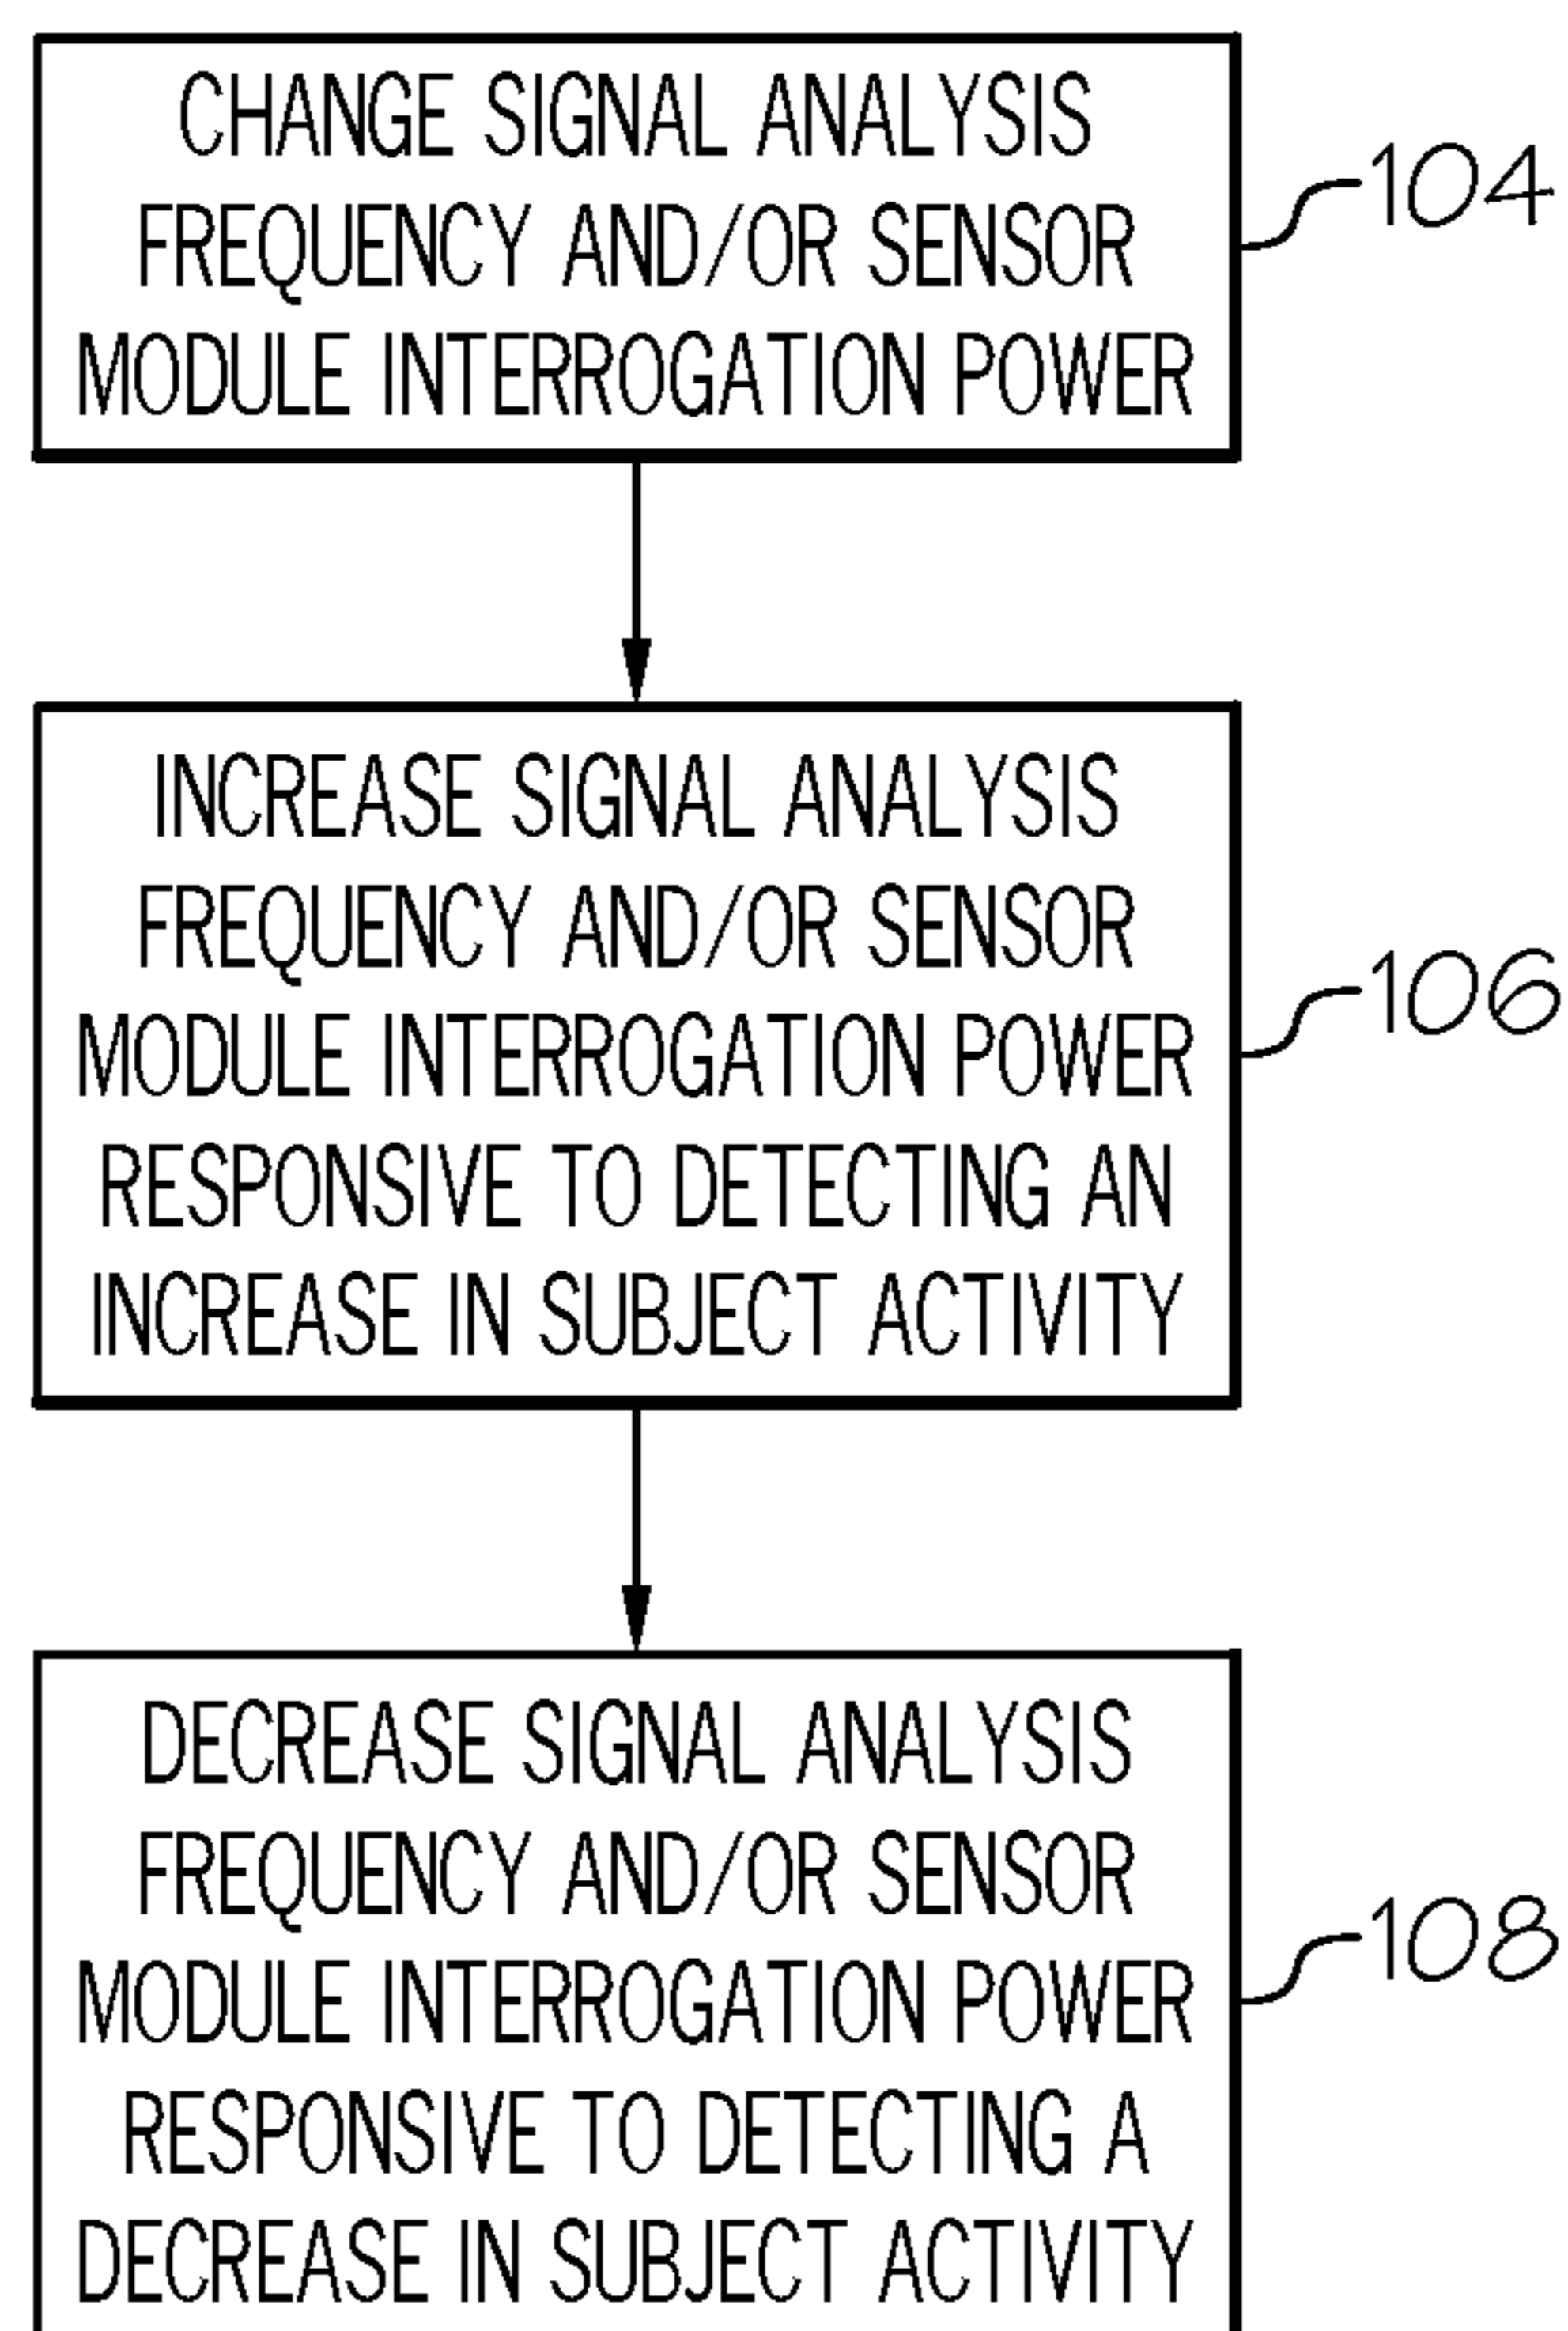 CHANGE SIGNAL ANALYSIS
FREQUENCY AND/OR SENSOR
MODULE INTERROGATION POWER
104
INCREASE SIGNAL ANALYSIS
FREQUENCY AND/OR SENSOR
MODULE INTERROGATION POWER
RESPONSIVE TO DETECTING AN
INCREASE IN SUBJECT ACTIVITY
106
DECREASE SIGNAL ANALYSIS
FREQUENCY AND/OR SENSOR
MODULE INTERROGATION POWER
RESPONSIVE TO DETECTING A
DECREASE IN SUBJECT ACTIVITY
108